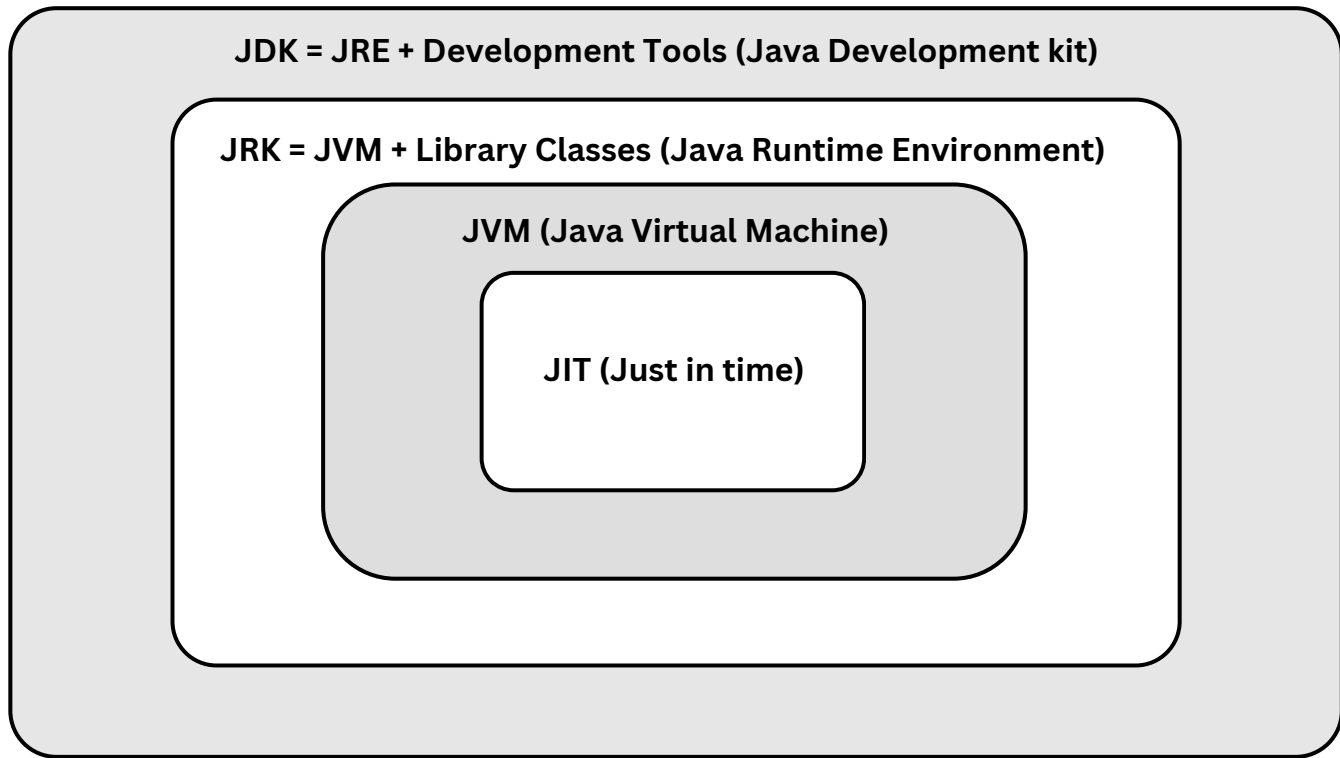 JDK = JRE + Development Tools (Java Development kit)
JRK = JVM + Library Classes (Java Runtime Environment)
JVM (Java Virtual Machine)
JIT (Just in time)